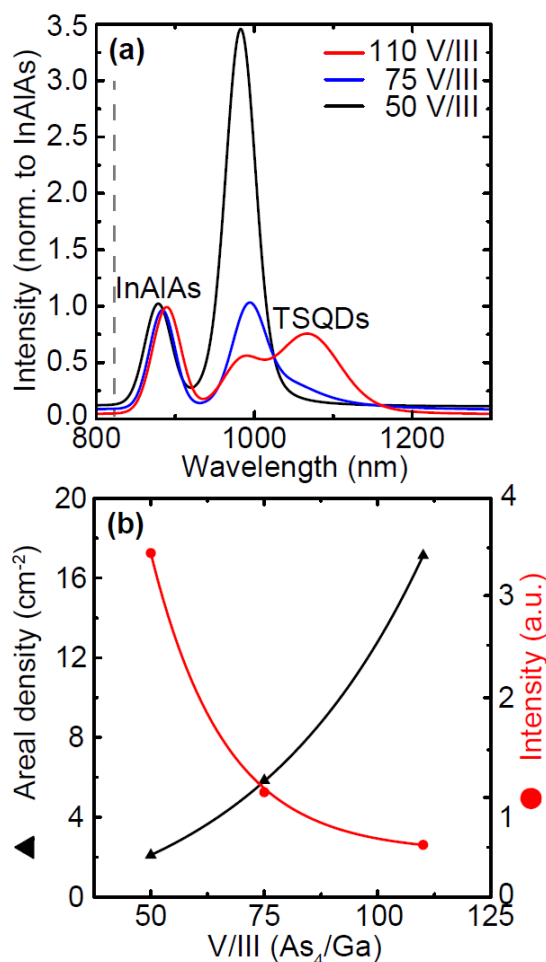 (a)
110 V/III
75 V/III
50 V/III
InAlAs
TSQDs
3.5
3.0
2.5
2.0
1.5
1.0
0.5
0.0
800
1000
1200
Intensity (norm. to InAlAs)
Wavelength (nm)
(b)
20
16
12
8
4
0
4
3
2
1
0
50
75
100
125
▲ Areal density (cm⁻²)
● Intensity (a.u.)
V/III (As₄/Ga)